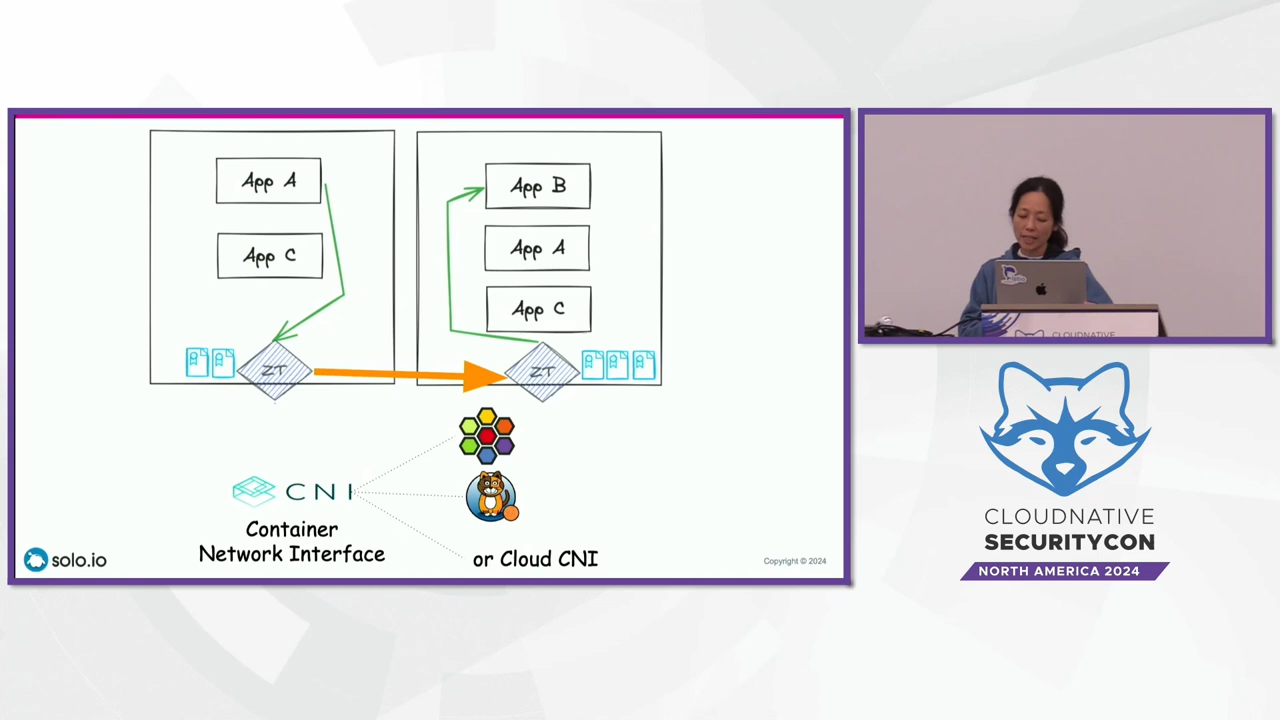 App A
App C
ZT
App B
App A
App C
ZT
CNI
Container
Network Interface
or Cloud CNI
solo.io
Copyright © 2024
CLOUDNATIVE
CLOUDNATIVE
SECURITYCON
NORTH AMERICA 2024